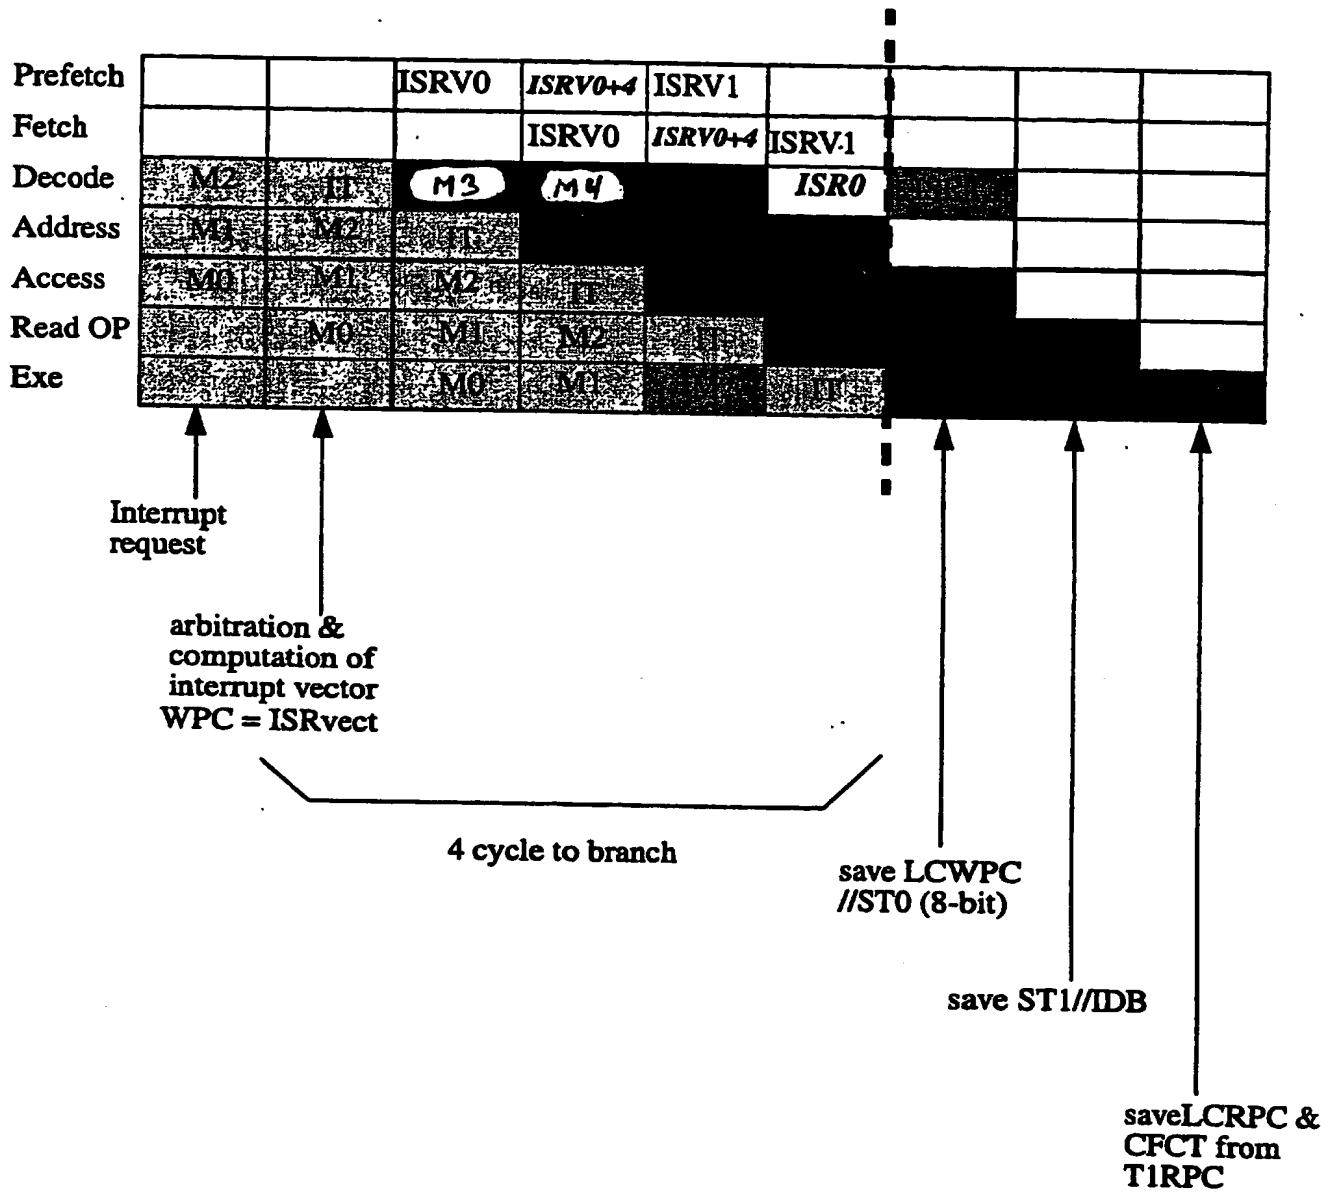 Prefetch ISRV0 ISRV0+4 ISRV1
Fetch ISRV0 ISRV0+4 ISRV1
Decode M2 IT M3 M4 ISR0
Address M1 M2 IT
Access M0 M1 M2 IT
Read OP M0 M1 M2 IT
Exe M0 M1 IT
Interrupt
request
arbitration &
computation of
interrupt vector
WPC = ISRvect
4 cycle to branch
save LCWPC
//ST0 (8-bit)
save ST1//IDB
saveLCRPC &
CFCT from
T1RPC